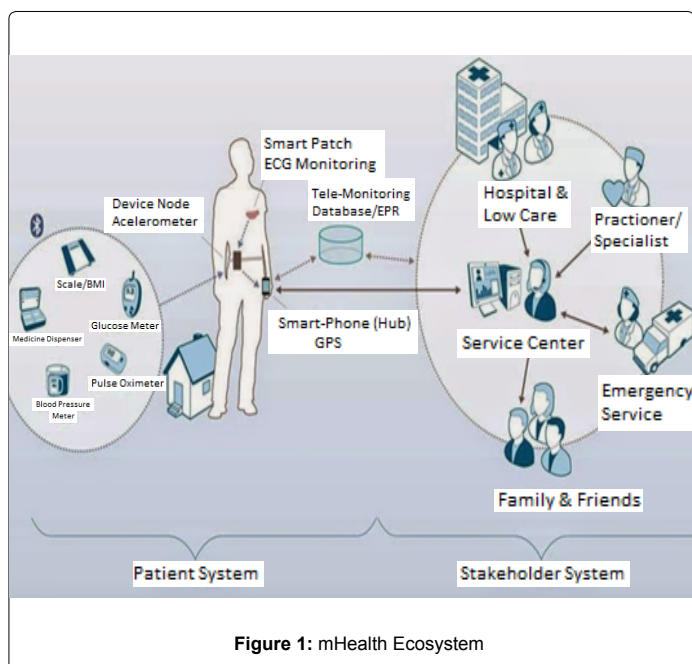 Smart Patch
ECG Monitoring
Device Node
Acelerometer
Tele-Monitoring
Database/EPR
Scale/BMI
Glucose Meter
Medicine Dispenser
Pulse Oximeter
Blood Pressure
Meter
Smart-Phone (Hub)
GPS
Hospital &
Low Care
Practioner/
Specialist
Service Center
Emergency
Service
Family & Friends
Patient System
Stakeholder System
Figure 1: mHealth Ecosystem